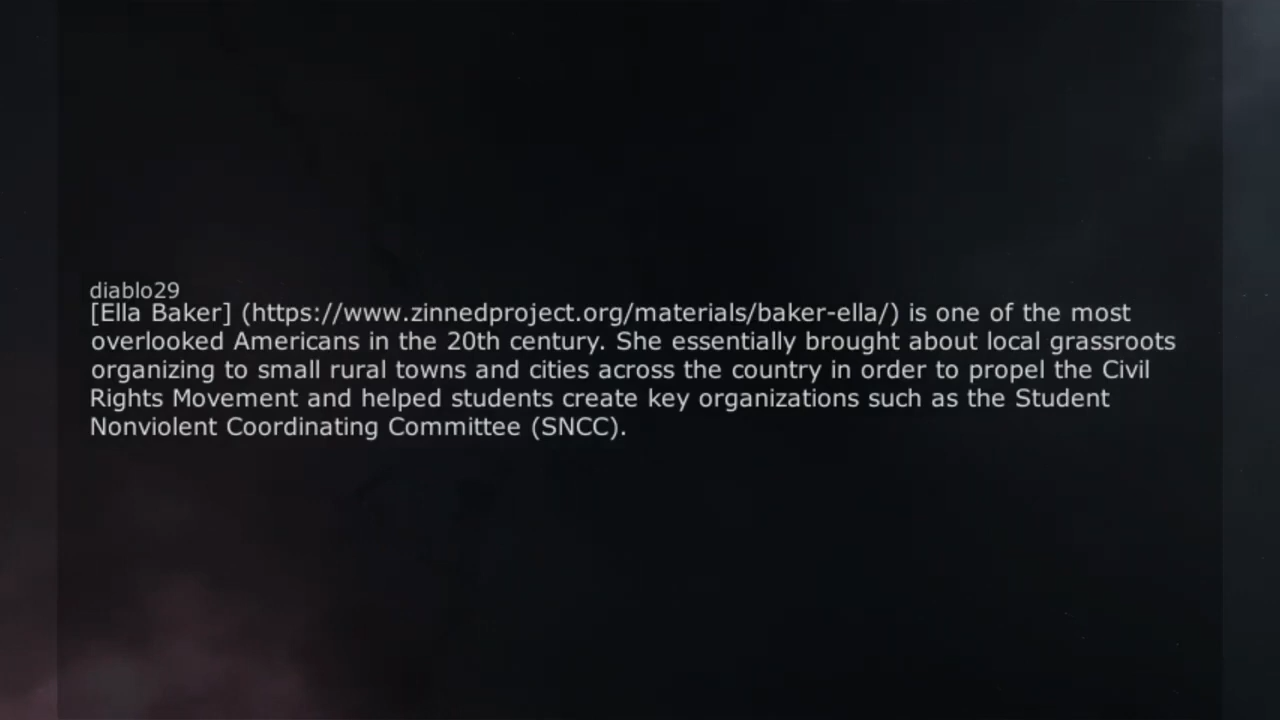 diablo29
[Ella Baker] (https://www.zinnedproject.org/materials/baker-ella/) is one of the most
overlooked Americans in the 20th century. She essentially brought about local grassroots
organizing to small rural towns and cities across the country in order to propel the Civil
Rights Movement and helped students create key organizations such as the Student
Nonviolent Coordinating Committee (SNCC).